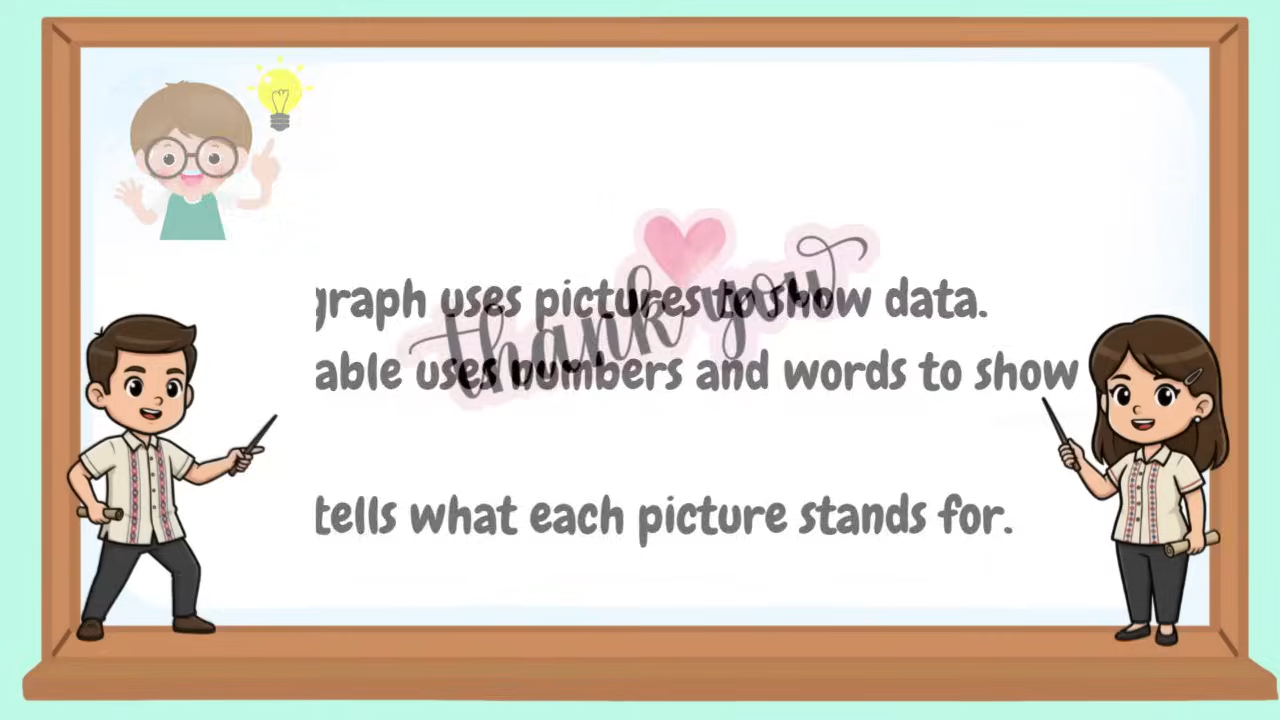 thank you
graph uses pictures to show data.
able uses numbers and words to show
tells what each picture stands for.